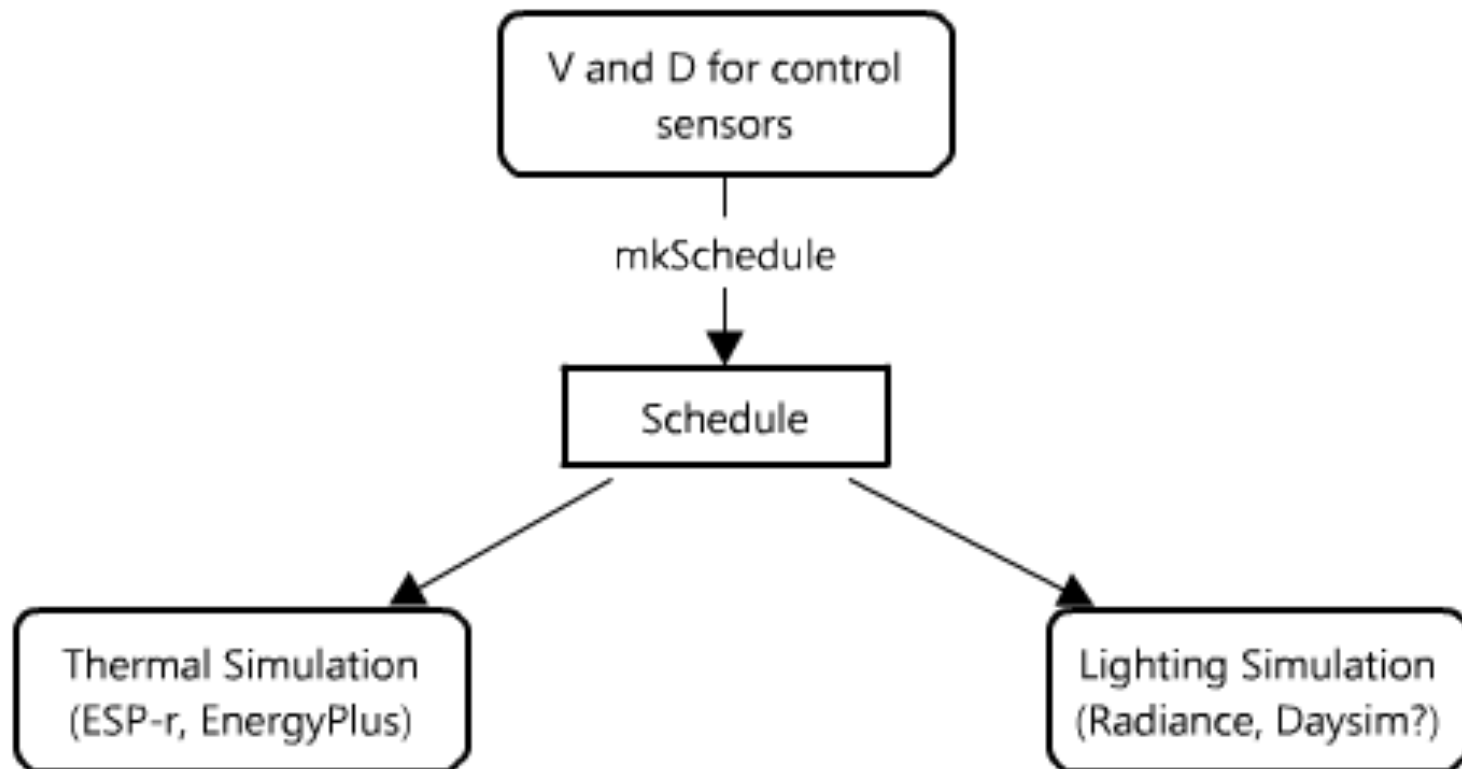 V and D for control
sensors
mkSchedule
Schedule
Thermal Simulation
(ESP-r, EnergyPlus)
Lighting Simulation
(Radiance, Daysim?)